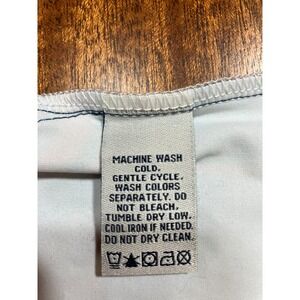 MACHINE WASH
COLD.
GENTLE CYCLE.
WASH COLORS
SEPARATELY. DO
NOT BLEACH.
TUMBLE DRY LOW.
COOL IRON IF NEEDED.
DO NOT DRY CLEAN.